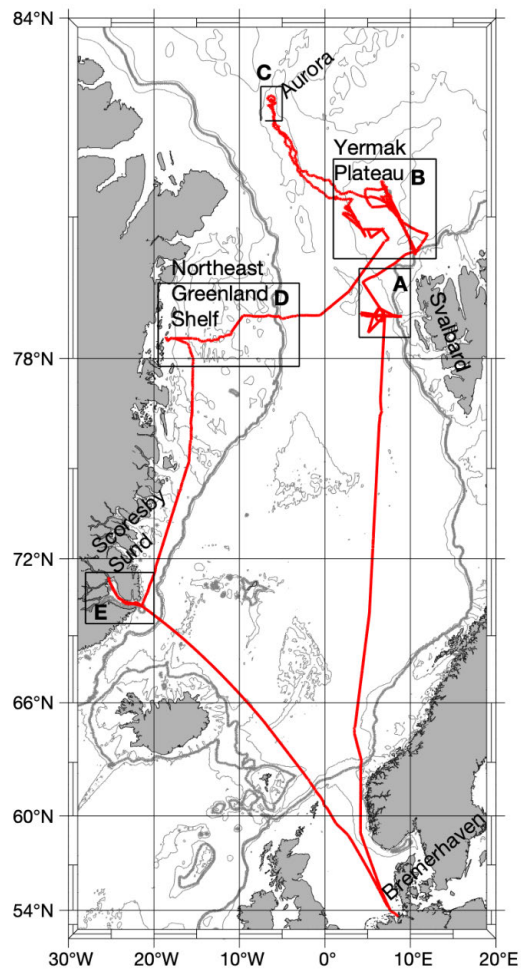 84°N
C
Aurora
Yermak
Plateau
B
A
Northeast
Greenland
Shelf
D
Svalbard
78°N
Scoresby
Sund
72°N
E
66°N
60°N
Bremerhaven
54°N
30°W
20°W
10°W
0°
10°E
20°E